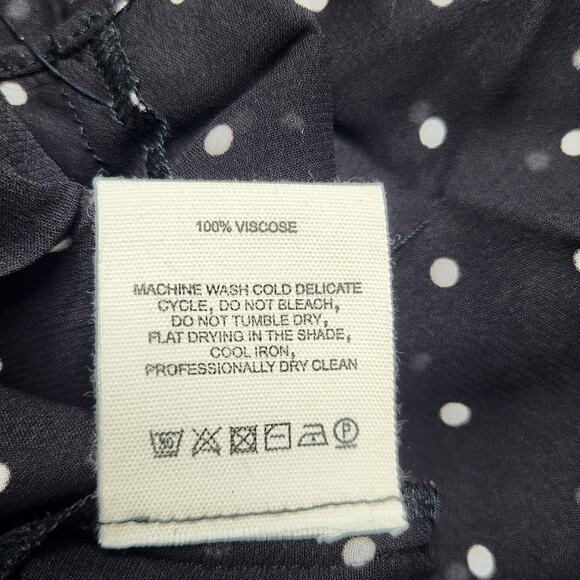 100% VISCOSE
MACHINE WASH COLD DELICATE
CYCLE, DO NOT BLEACH,
DO NOT TUMBLE DRY,
FLAT DRYING IN THE SHADE,
COOL IRON,
PROFESSIONALLY DRY CLEAN
P